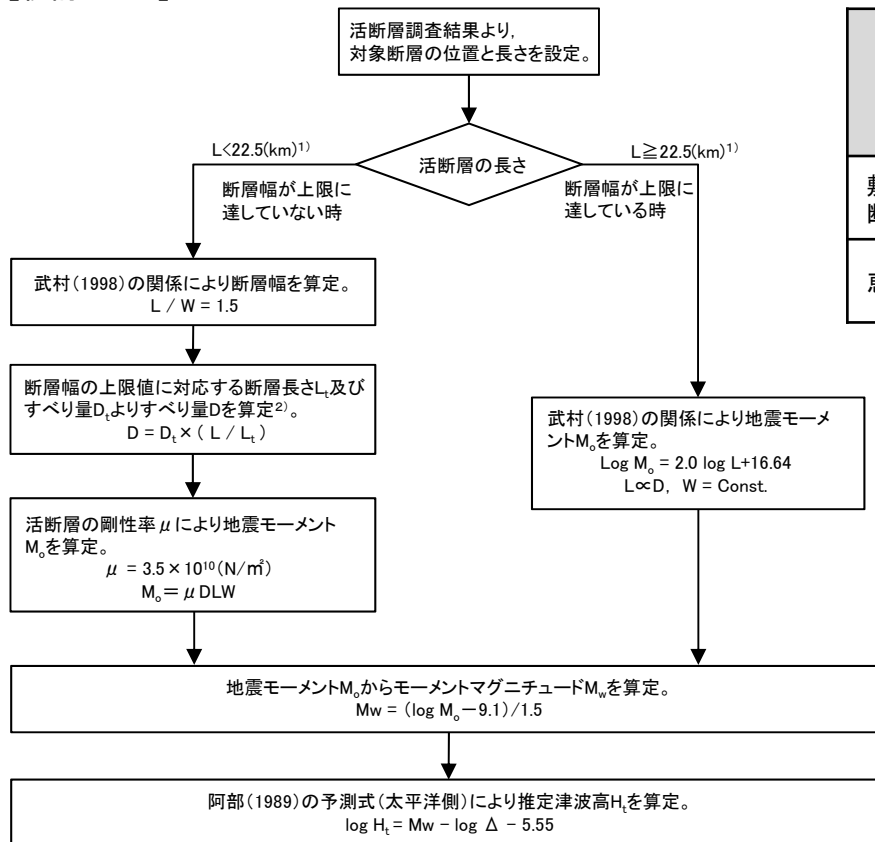 活断層調査結果より,
対象断層の位置と長さを設定。
L<22.5(km)1)
活断層の長さ
L≧22.5(km)1)
断層幅が上限に
達していない時
断層幅が上限に
達している時
武村(1998)の関係により断層幅を算定。
L / W = 1.5
断層幅の上限値に対応する断層長さLt及び
すべり量Dtよりすべり量Dを算定2)。
D = Dt × ( L / Lt )
武村(1998)の関係により地震モーメ
ントMoを算定。
Log Mo = 2.0 log L+16.64
L∝D, W = Const.
活断層の剛性率μにより地震モーメント
Moを算定。
μ = 3.5 × 10¹⁰(N/㎡)
Mo= μ DLW
地震モーメントMoからモーメントマグニチュードMwを算定。
Mw = (log Mo-9.1)/1.5
阿部(1989)の予測式(太平洋側)により推定津波高Htを算定。
log Ht = Mw - log Δ - 5.55
断